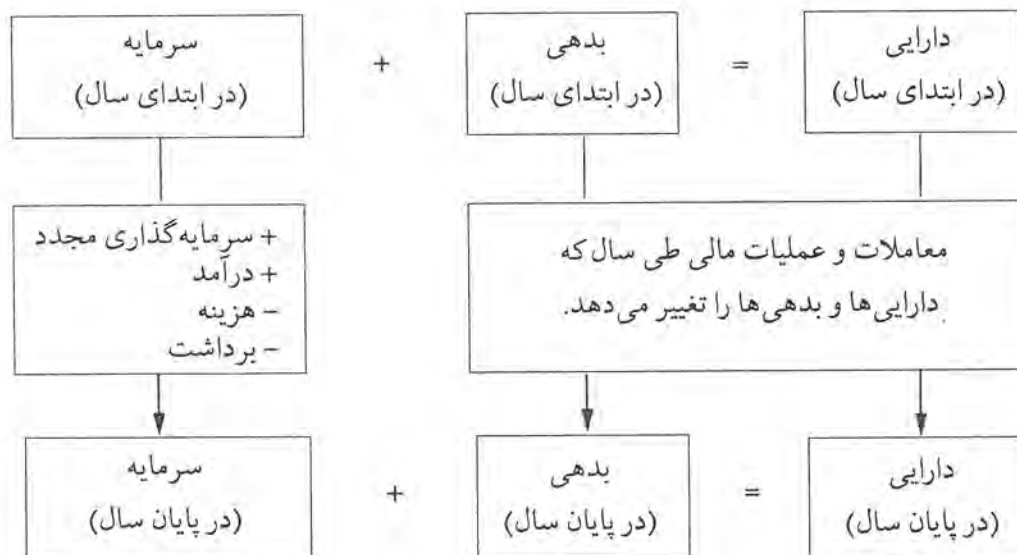 دارایی
(در ابتدای سال)
=
بدهی
(در ابتدای سال)
+
سرمایه
(در ابتدای سال)
معاملات و عملیات مالی طی سال که
دارایی‌ها و بدهی‌ها را تغییر می‌دهد.
+ سرمایه‌گذاری مجدد
+ درآمد
- هزینه
- برداشت
دارایی
(در پایان سال)
=
بدهی
(در پایان سال)
+
سرمایه
(در پایان سال)